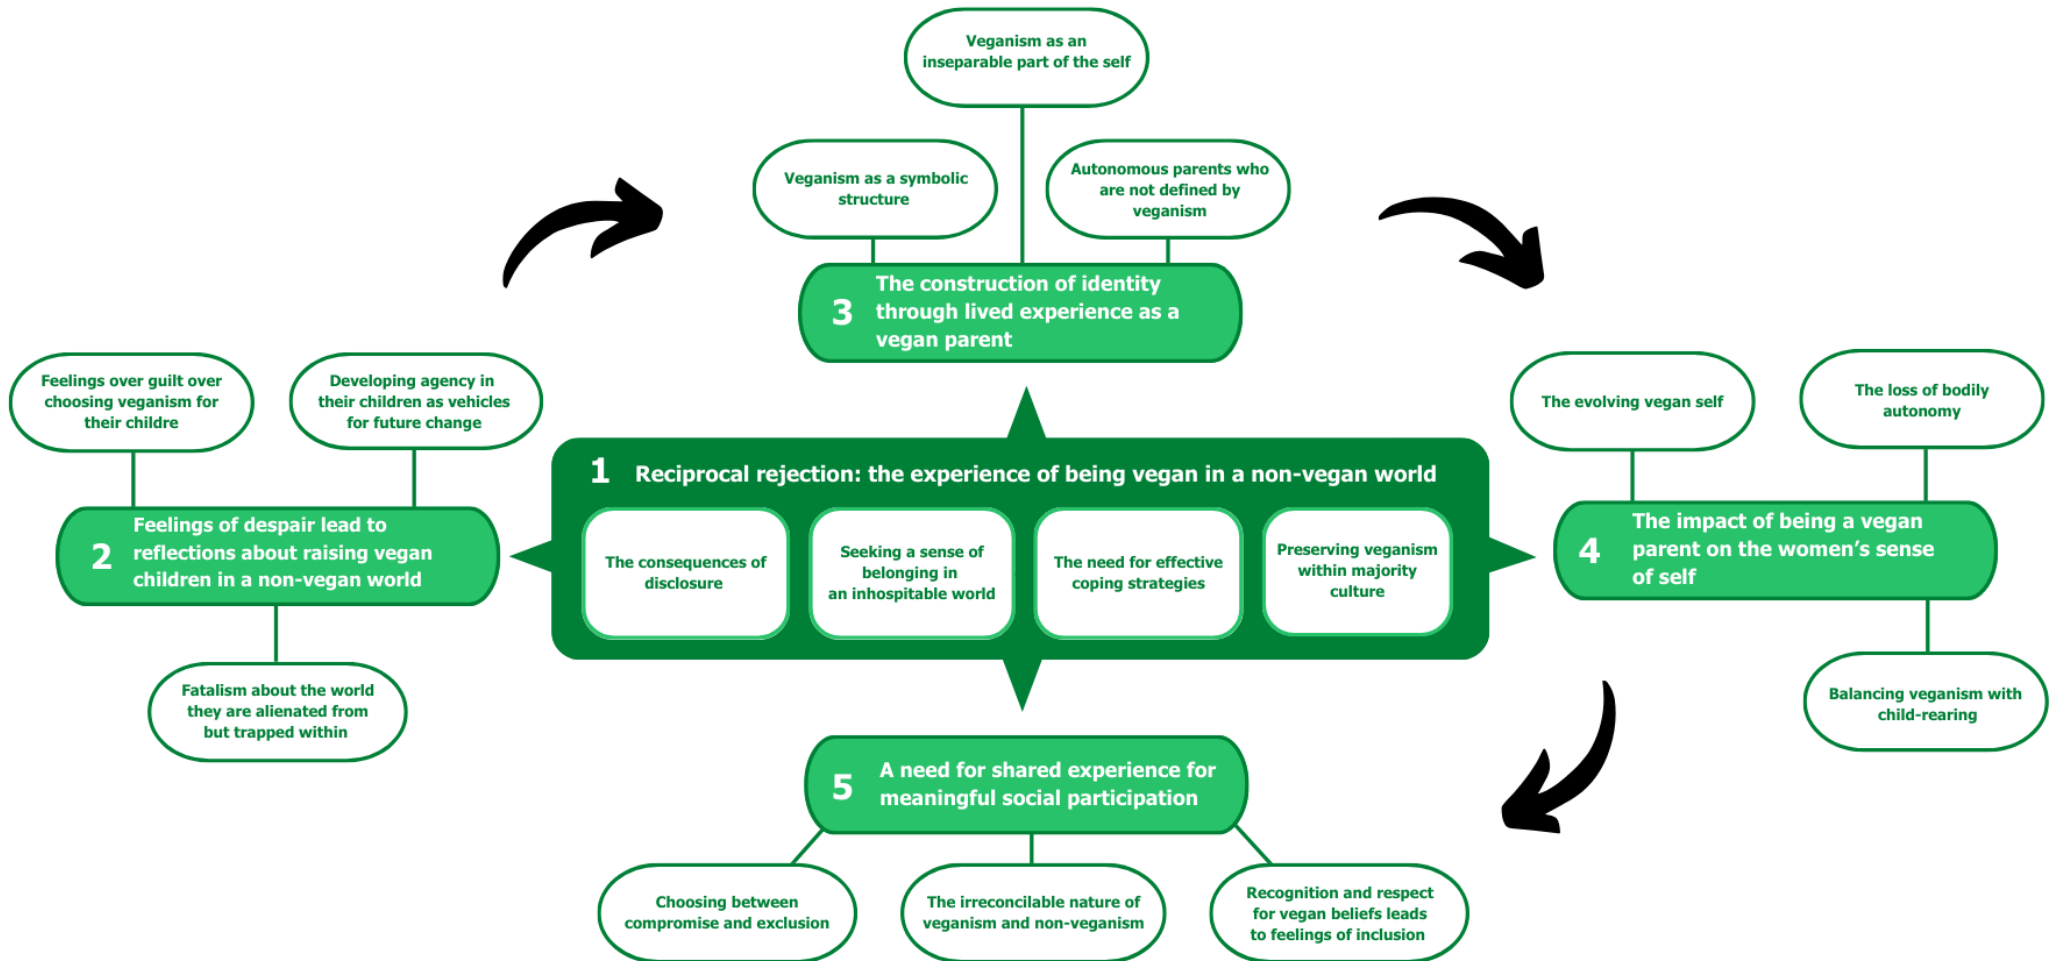 Veganism as an
inseparable part of the self
Veganism as a symbolic
structure
Autonomous parents who
are not defined by
veganism
3
The construction of identity
through lived experience as a
vegan parent
Feelings over guilt over
choosing veganism for
their childre
Developing agency in
their children as vehicles
for future change
2
Feelings of despair lead to
reflections about raising vegan
children in a non-vegan world
Fatalism about the world
they are alienated from
but trapped within
1 Reciprocal rejection: the experience of being vegan in a non-vegan world
The consequences of
disclosure
Seeking a sense of
belonging in
an inhospitable world
The need for effective
coping strategies
Preserving veganism
within majority
culture
The evolving vegan self
The loss of bodily
autonomy
4
The impact of being a vegan
parent on the women’s sense
of self
Balancing veganism with
child-rearing
5
A need for shared experience for
meaningful social participation
Choosing between
compromise and exclusion
The irreconcilable nature of
veganism and non-veganism
Recognition and respect
for vegan beliefs leads
to feelings of inclusion